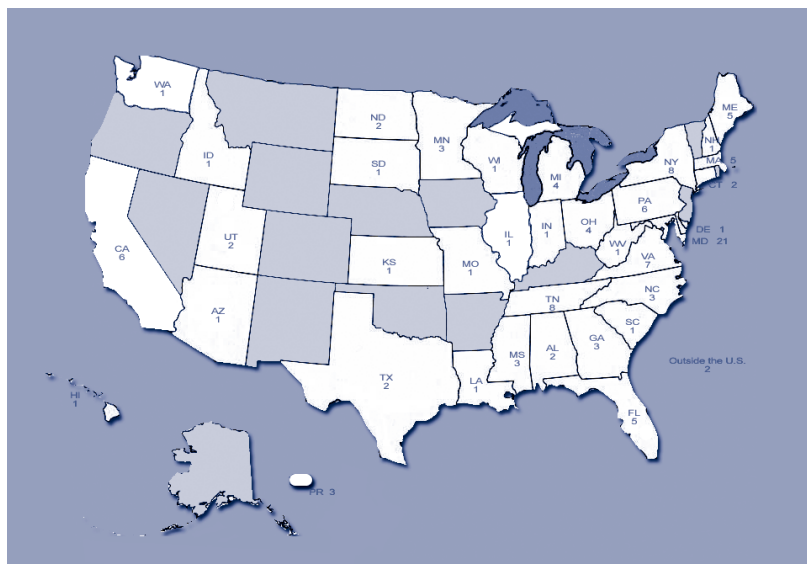 WA
1
ID
1
ND
2
SD
1
MN
3
WI
1
MI
4
ME
5
NH
1
MA 5
NY
8
CT 2
PA
6
DE 1
MD 21
CA
6
UT
2
KS
1
MO
1
IL
1
IN
1
OH
4
WV
1
VA
7
NC
3
TN
8
SC
1
AZ
1
TX
2
LA
1
MS
3
AL
2
GA
3
FL
5
Outside the U.S.
2
HI
1
PR 3